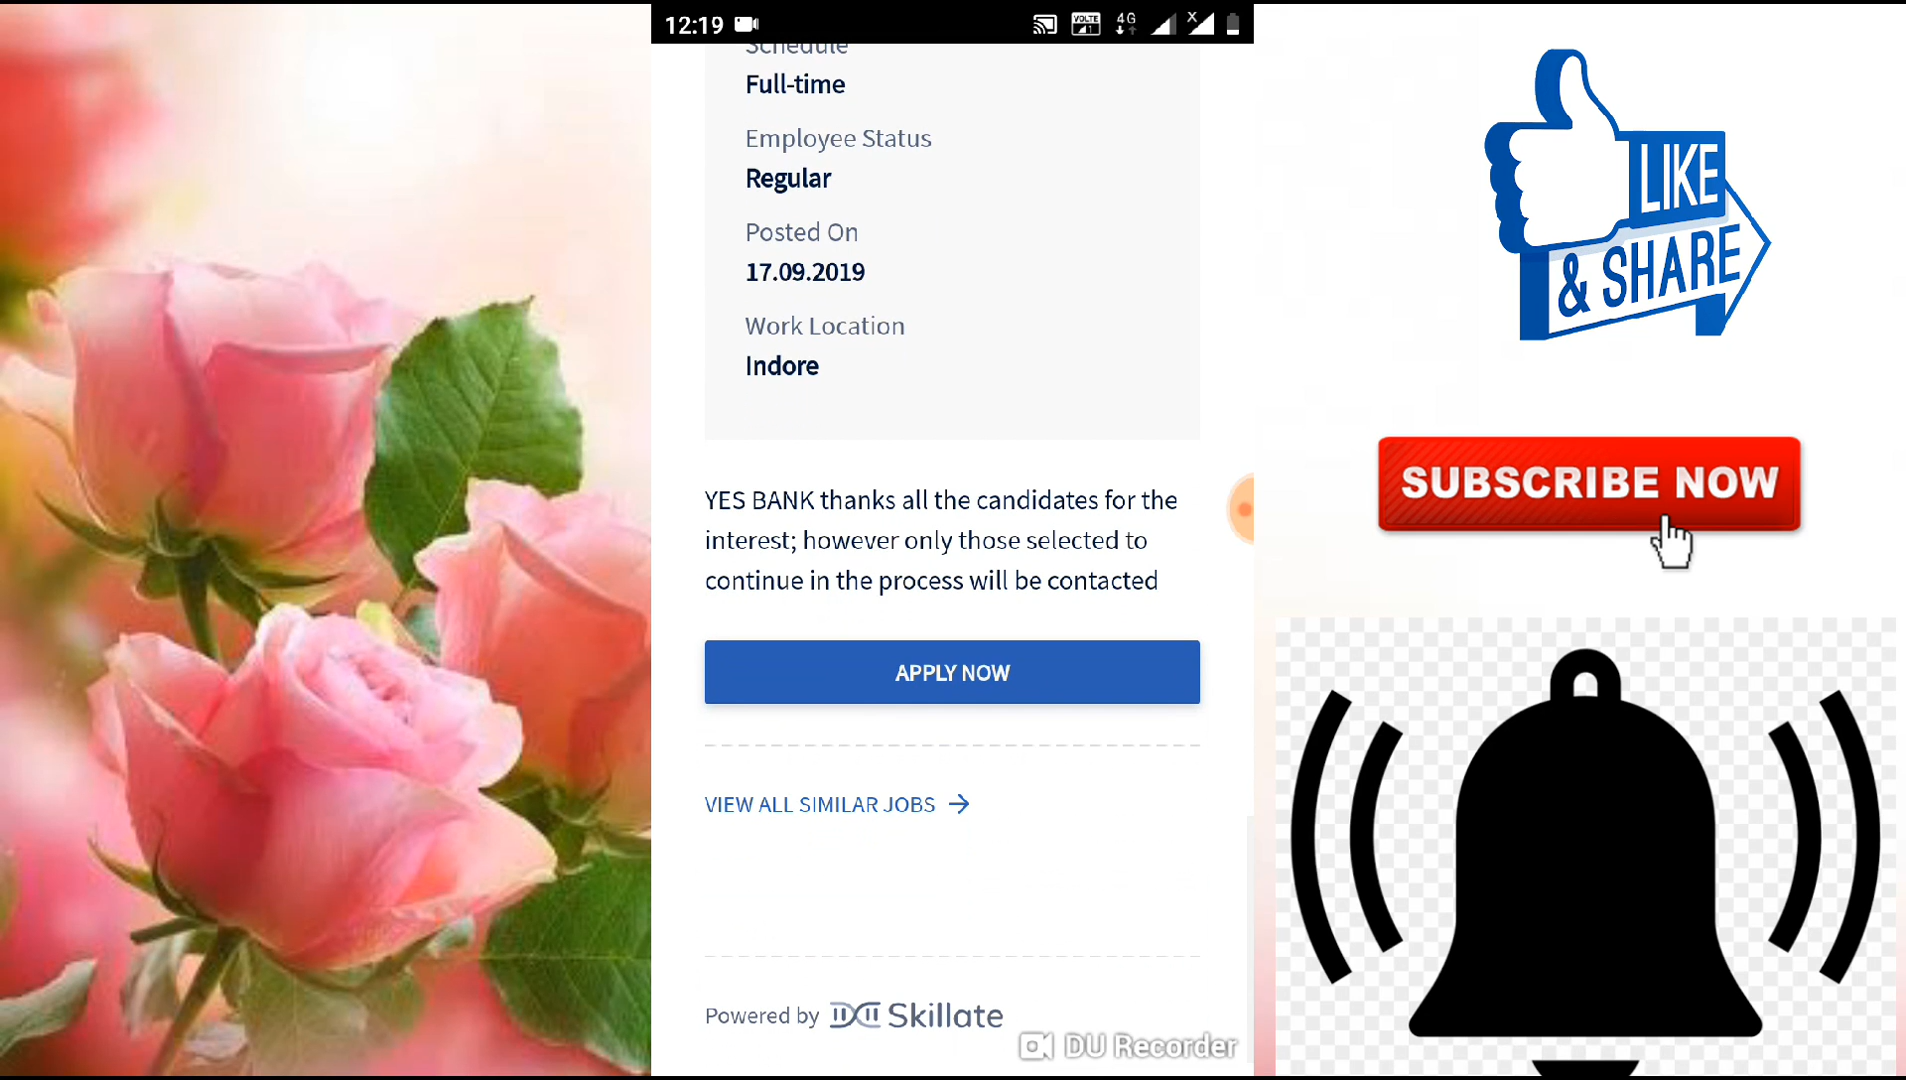 12:19
VOLTE
1
4G
X
Schedule
Full-time
Employee Status
Regular
Posted On
17.09.2019
Work Location
Indore
YES BANK thanks all the candidates for the
interest; however only those selected to
continue in the process will be contacted
APPLY NOW
VIEW ALL SIMILAR JOBS
Powered by Skillate
DU Recorder
LIKE
& SHARE
SUBSCRIBE NOW